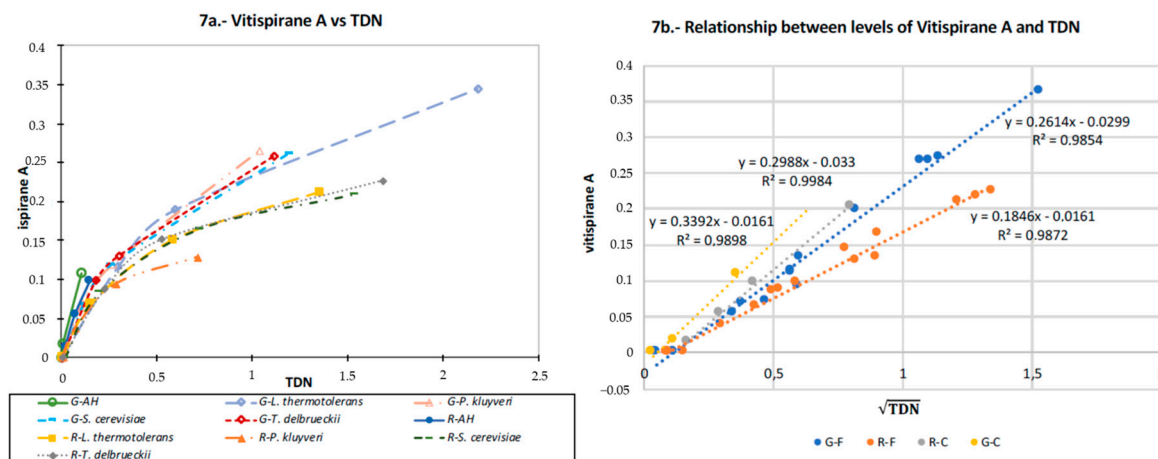 7a.- Vitispirane A vs TDN
0.4
0.35
0.3
0.25
0.2
0.15
0.1
0.05
0
ispirane A
0
0.5
1
1.5
2
2.5
TDN
G-AH
G-L. thermotolerans
G-P. kluyveri
G-S. cerevisiae
G-T. delbrueckii
R-AH
R-L. thermotolerans
R-P. kluyveri
R-S. cerevisiae
R-T. delbrueckii
7b.- Relationship between levels of Vitispirane A and TDN
0.4
0.35
0.3
0.25
0.2
0.15
0.1
0.05
0
−0.05
vitispirane A
y = 0.2614x - 0.0299
R² = 0.9854
y = 0.2988x - 0.033
R² = 0.9984
y = 0.3392x - 0.0161
R² = 0.9898
y = 0.1846x - 0.0161
R² = 0.9872
0
0,5
1
1,5
√TDN
G-F
R-F
R-C
G-C